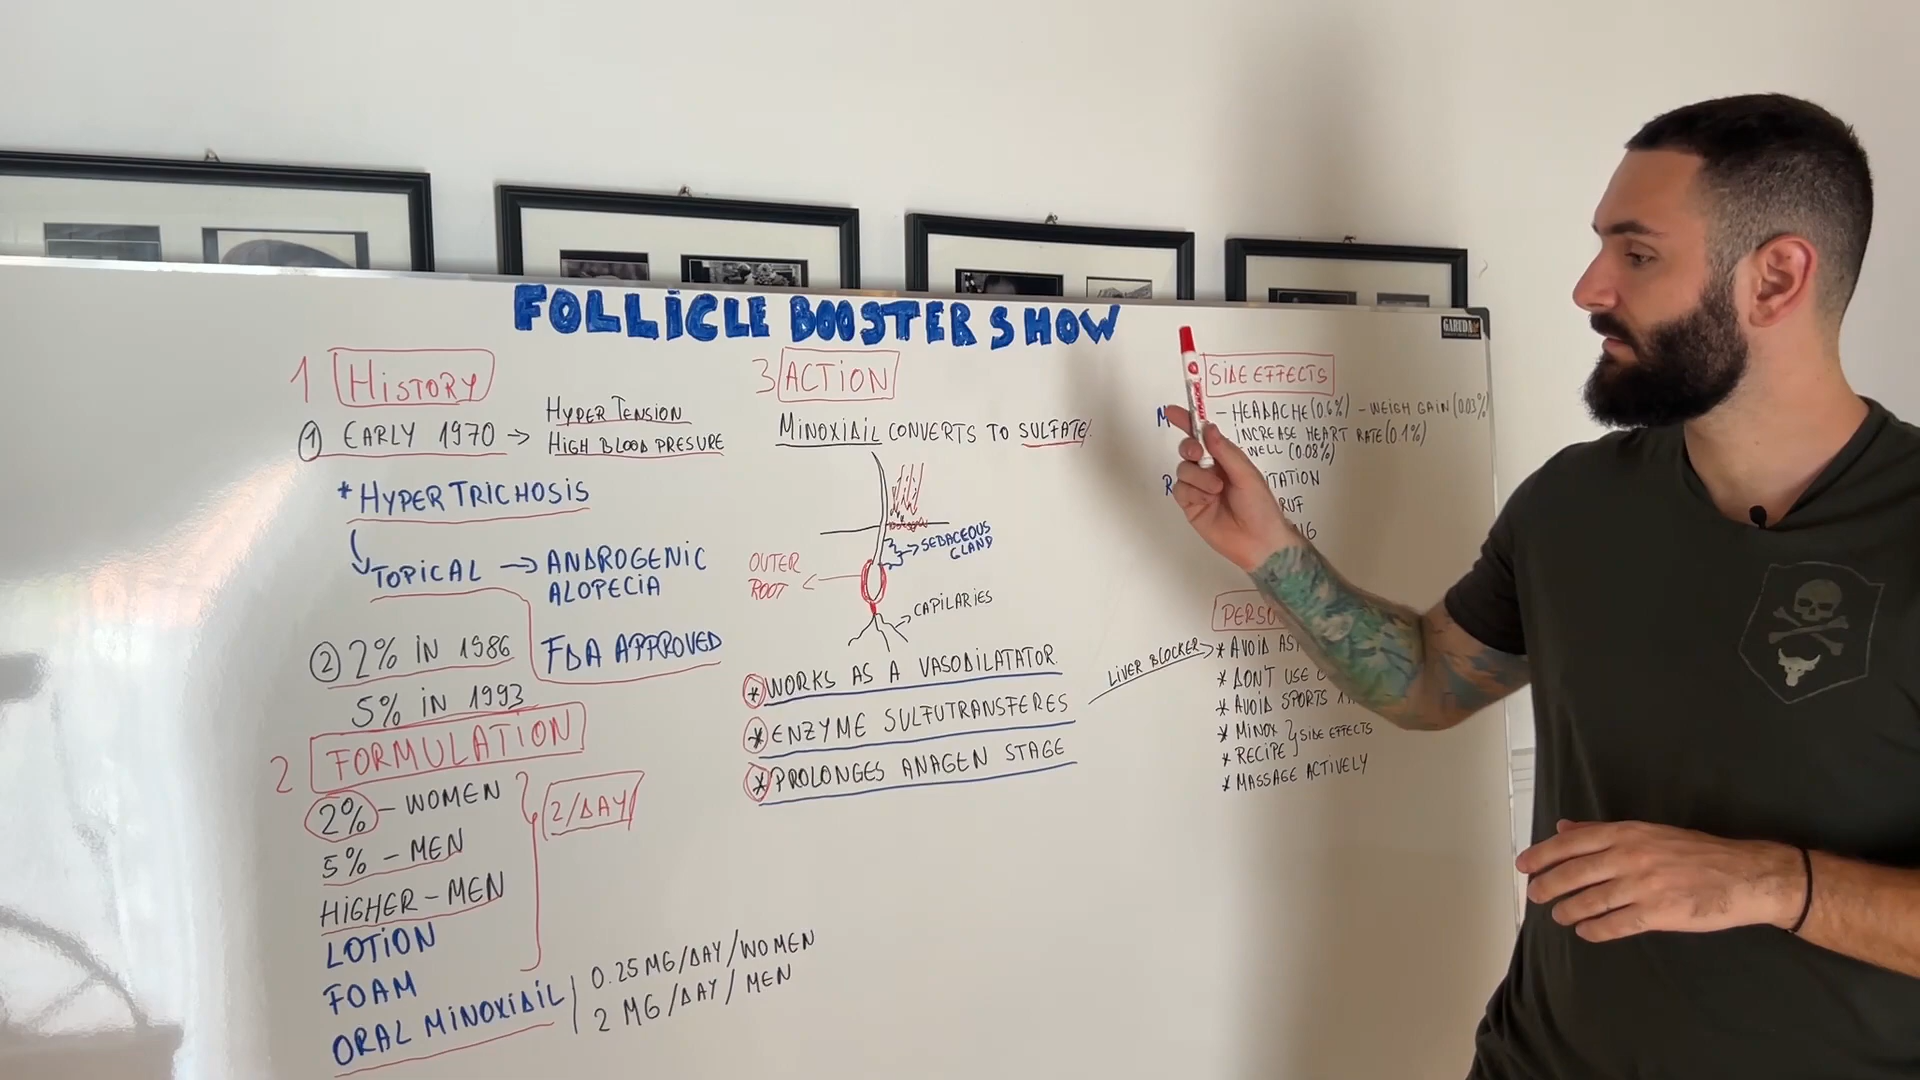 FOLLICLE BOOSTER SHOW
GARUDA
1 HISTORY
① EARLY 1970 →
HYPER TENSION
HIGH BLOOD PRESURE
* HYPER TRICHOSIS
TOPICAL → ANDROGENIC
ALOPECIA
FDA APPROVED
② 2% IN 1986
5% IN 1993
2 FORMULATION
2% - WOMEN
5% - MEN
HIGHER - MEN
2/DAY
LOTION
FOAM
ORAL MINOXIDIL
0.25 MG/DAY/WOMEN
2 MG/DAY/MEN
3 ACTION
MINOXIDIL CONVERTS TO SULFATE!
SEBACEOUS
GLAND
OUTER
ROOT
CAPILARIES
* WORKS AS A VASODILATATOR
* ENZYME SULFUTRANSFERES
* PROLONGES ANAGEN STAGE
LIVER BLOCKER
SIDE EFFECTS
- HEADACHE (0.6%) - WEIGH GAIN (0.03%
INCREASE HEART RATE (0.1%)
(0.08%)
* AVOID
* DON'T USE
* AVOID SPORTS
* MINOX
* RECIPE
SIDE EFFECTS
* MASSAGE ACTIVELY